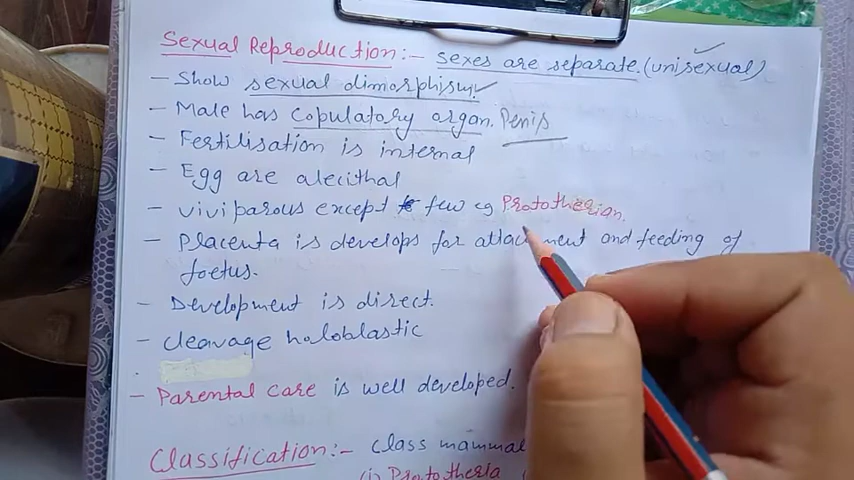 Sexual Reproduction:- Sexes are separate. (unisexual)
- Show sexual dimorphism
- Male has copulatory organ. Penis
- Fertilisation is internal
- Egg are alecithal
- viviparous except few eg Prototherian.
- Placenta is develops for attachment and feeding of
foetus.
- Development is direct.
- cleavage holoblastic
- Parental care is well developed.
Classification:- Class mammal
(i) Prototheria